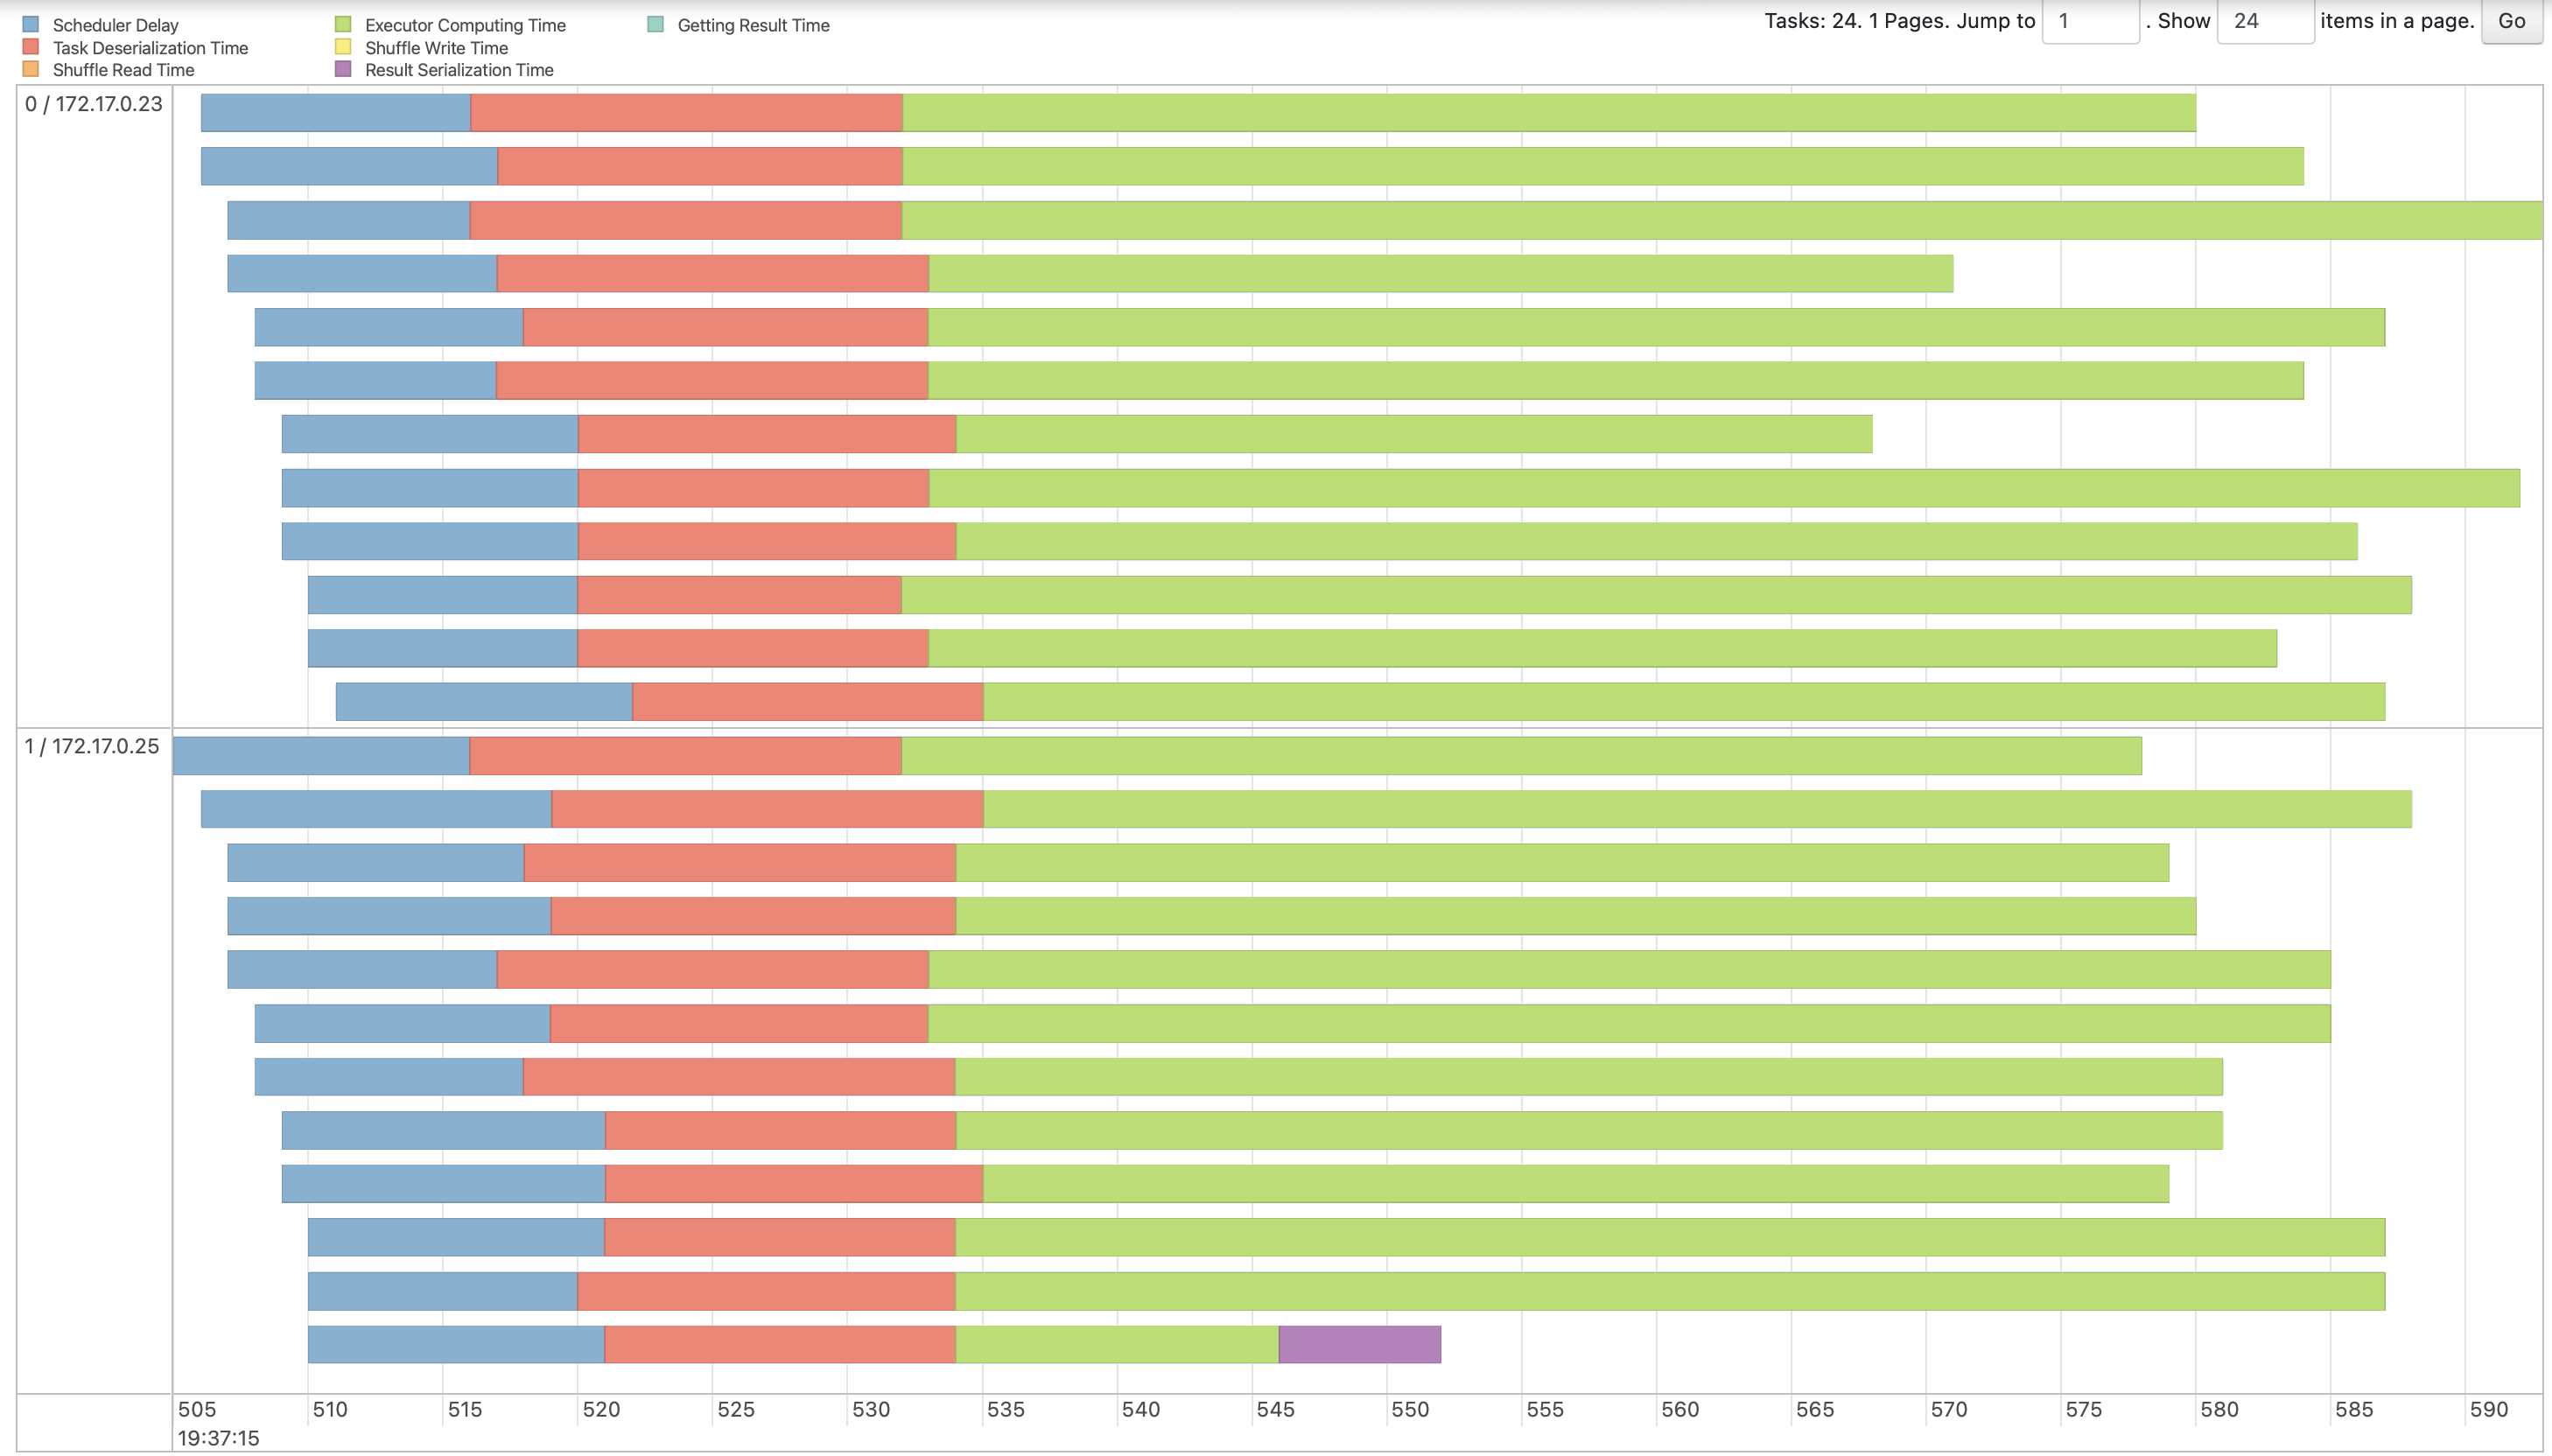 Scheduler Delay
Task Deserialization Time
Shuffle Read Time
Executor Computing Time
Shuffle Write Time
Result Serialization Time
Getting Result Time
Tasks: 24. 1 Pages. Jump to 1 . Show 24 items in a page. Go
0 / 172.17.0.23
1 / 172.17.0.25
505 510 515 520 525 530 535 540 545 550 555 560 565 570 575 580 585 590
19:37:15